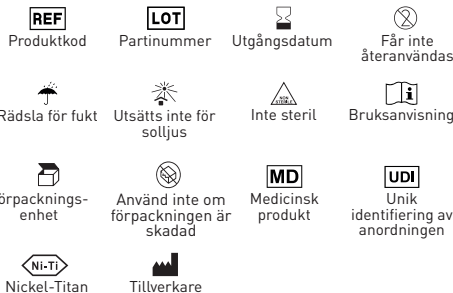 REF
LOT
Produktkod
Partinummer
Utgångsdatum
Får inte
återanvändas
2
NON
STERILE
i
Rädsla för fukt
Utsätts inte för
solljus
Inte steril
Bruksanvisning
MD
UDI
örpacknings-
enhet
Använd inte om
förpackningen är
skadad
Medicinsk
produkt
Unik
identifiering av
anordningen
Ni-Ti
Nickel-Titan
Tillverkare